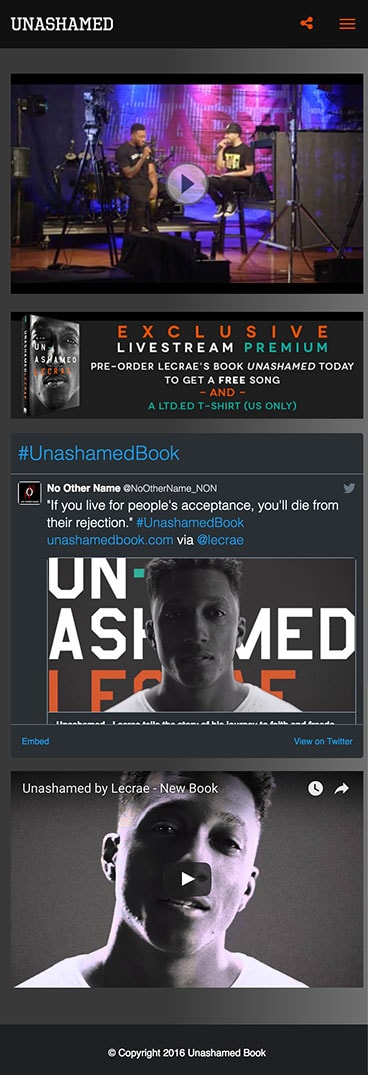 UNASHAMED
UN
ASHAMED
LECRAE
EXCLUSIVE
LIVESTREAM PREMIUM
PRE-ORDER LECRAE'S BOOK UNASHAMED TODAY
TO GET A FREE SONG
– AND –
A LTD.ED T-SHIRT (US ONLY)
#UnashamedBook
No Other Name @NoOtherName_NON
"If you live for people's acceptance, you'll die from
their rejection." #UnashamedBook
unashamedbook.com via @lecrae
UN-
ASHAMED
LECRAE
Unashamed - Lecrae tells the story of his journey to faith and freedo
Embed
View on Twitter
Unashamed by Lecrae - New Book
© Copyright 2016 Unashamed Book